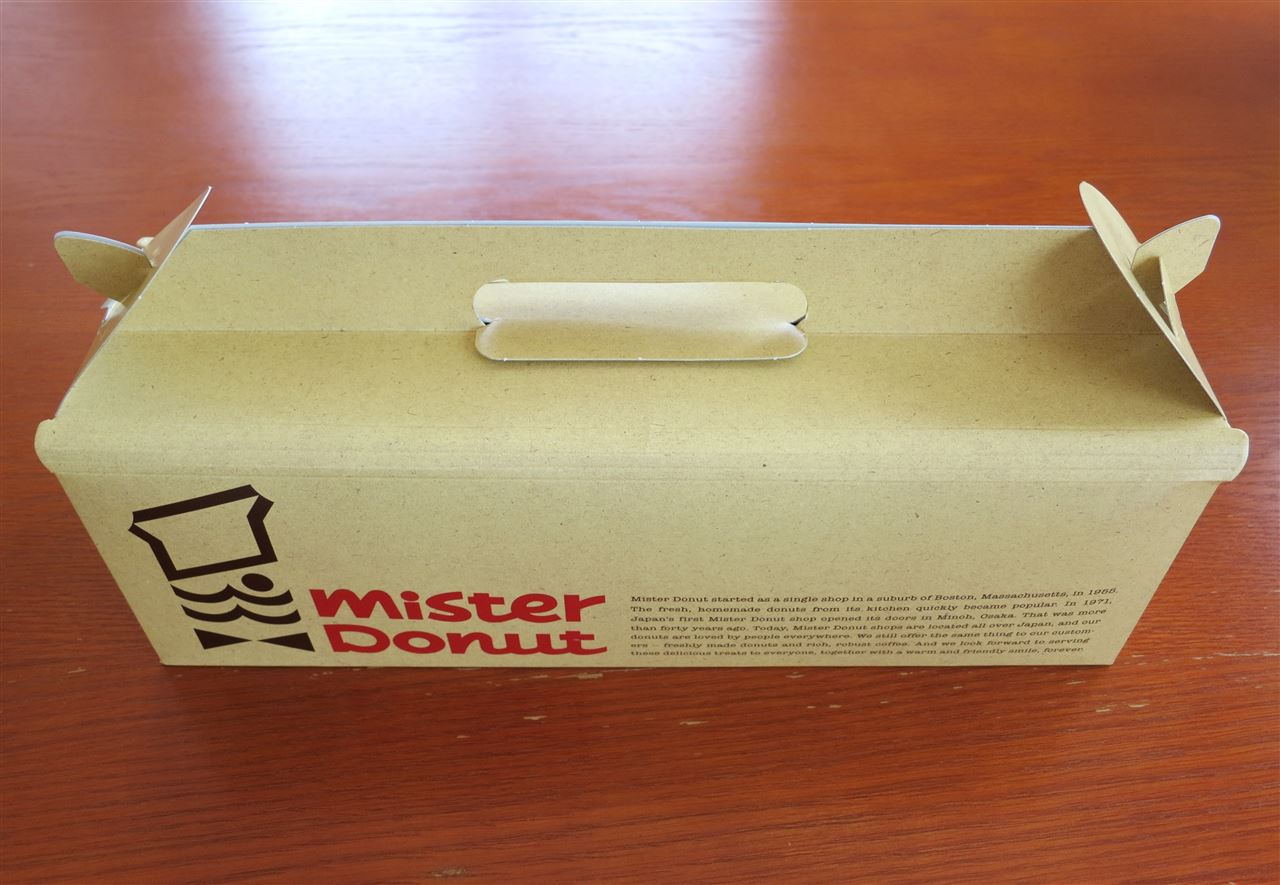 Mister
Donut
Mister Donut started as a single shop in a suburb of Boston, Massachusetts, in 1955.
The fresh, homemade donuts from its kitchen quickly became popular. In 1971,
Japan's first Mister Donut shop opened its doors in Minoh, Osaka. That was more
than forty years ago. Today, Mister Donut shops are located all over Japan, and our
donuts are loved by people everywhere. We still offer the same thing to our custom-
ers – freshly made donuts and rich, robust coffee. And we look forward to serving
these delicious treats to everyone, together with a warm and friendly smile, forever.